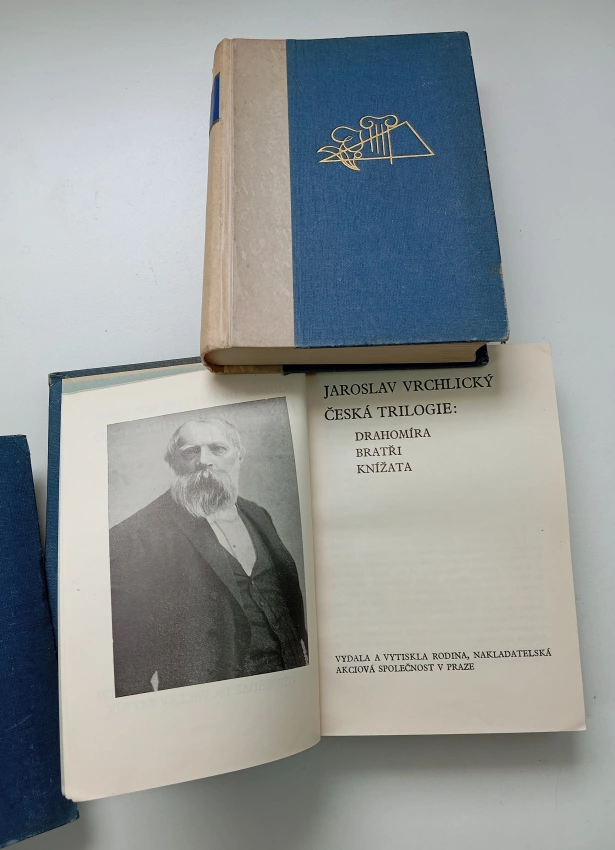 JAROSLAV VRCHLICKÝ
ČESKÁ TRILOGIE:
DRAHOMÍRA
BRATŘI
KNÍŽATA
VYDALA A VYTISKLA RODINA, NAKLADATELSKÁ
AKCIOVÁ SPOLEČNOST V PRAZE